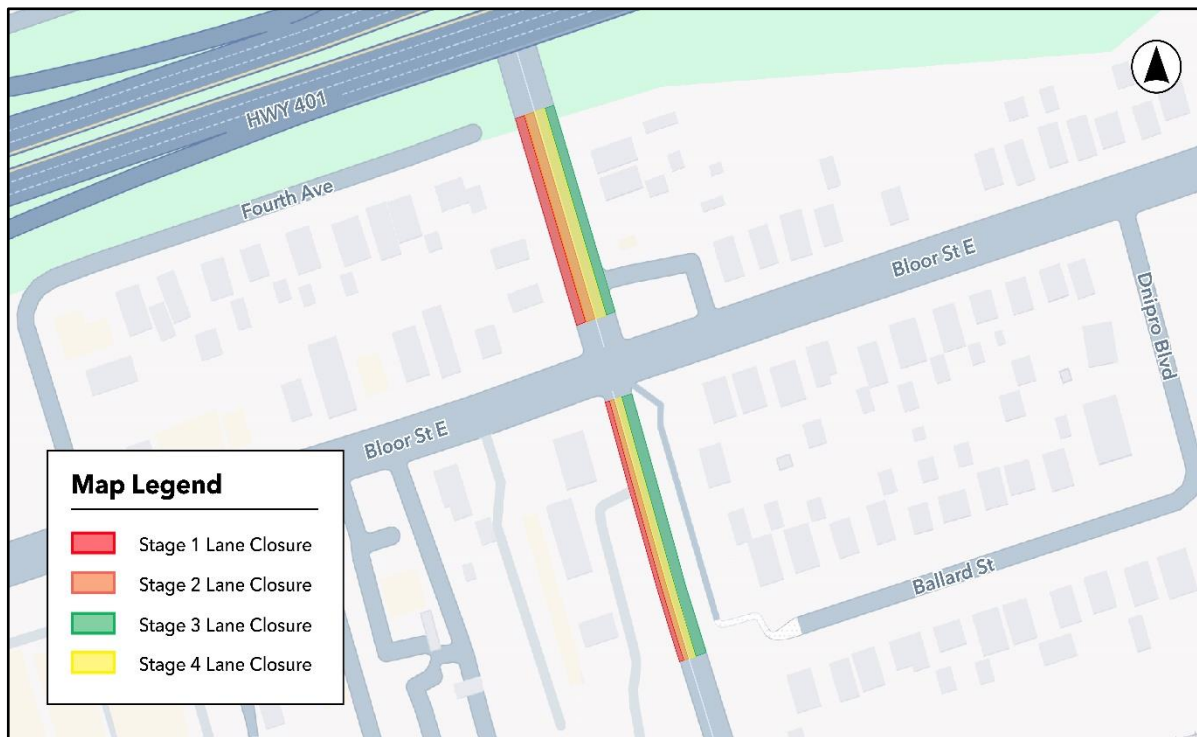 HWY 401
Fourth Ave
Bloor St E
Dnipro Blvd
Bloor St E
Ballard St
Map Legend
Stage 1 Lane Closure
Stage 2 Lane Closure
Stage 3 Lane Closure
Stage 4 Lane Closure